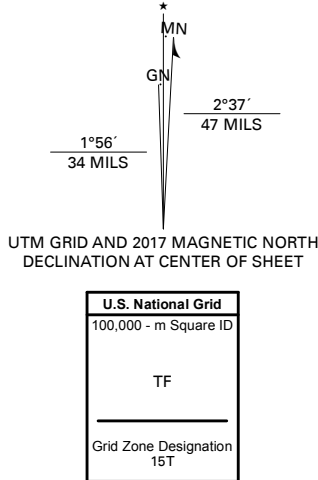 MN
GN
2°37´
47 MILS
1°56´
34 MILS
UTM GRID AND 2017 MAGNETIC NORTH
DECLINATION AT CENTER OF SHEET
U.S. National Grid
100,000 - m Square ID
TF
Grid Zone Designation
15T